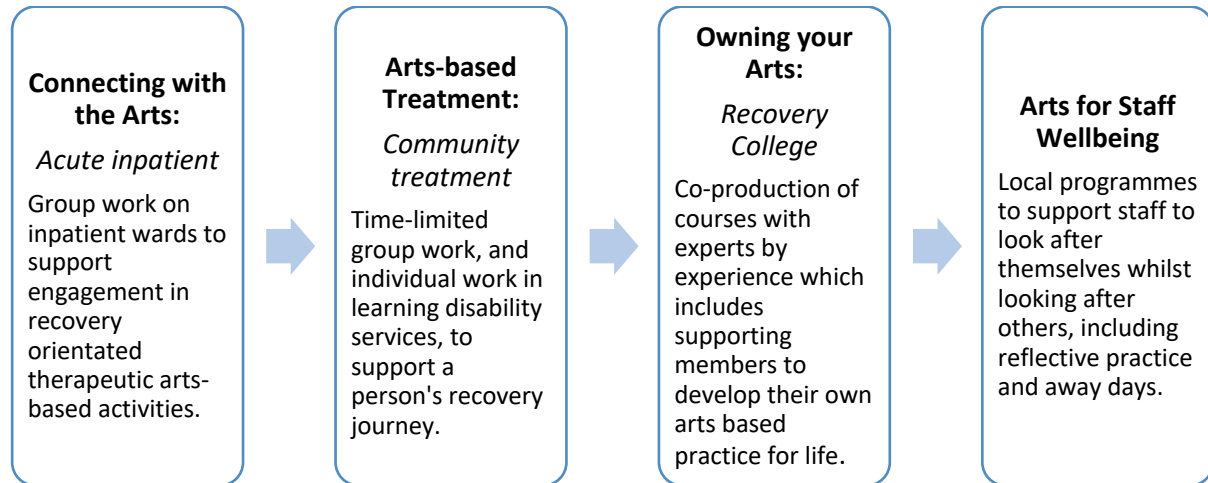 Connecting with
the Arts:
Acute inpatient
Group work on
inpatient wards to
support
engagement in
recovery
orientated
therapeutic arts-
based activities.
Arts-based
Treatment:
Community
treatment
Time-limited
group work, and
individual work in
learning disability
services, to
support a
person's recovery
journey.
Owning your
Arts:
Recovery
College
Co-production of
courses with
experts by
experience which
includes
supporting
members to
develop their own
arts based
practice for life.
Arts for Staff
Wellbeing
Local programmes
to support staff to
look after
themselves whilst
looking after
others, including
reflective practice
and away days.